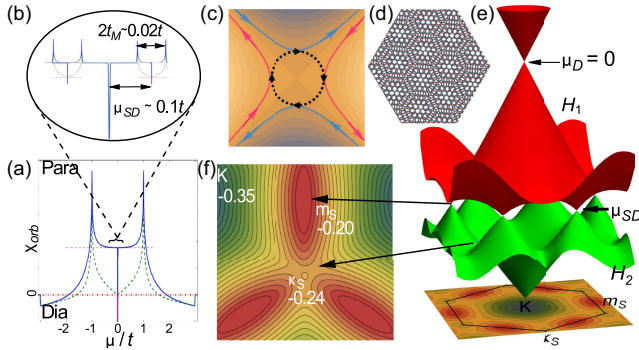 (b)
2t_M~0.02t
μ_SD ~ 0.1t
(a)
Para
X_orb
0
Dia
-2 -1 0 1 2
μ/t
(c)
(d)
(e)
μ_D = 0
H_1
μ_SD
H_2
K
m_S
κ_S
(f)
K
-0.35
m_S
-0.20
κ_S
-0.24